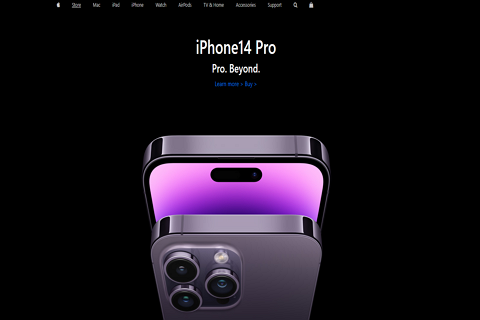 Store Mac iPad iPhone Watch AirPods TV & Home Accessories Support
iPhone14 Pro
Pro. Beyond.
Learn more > Buy >